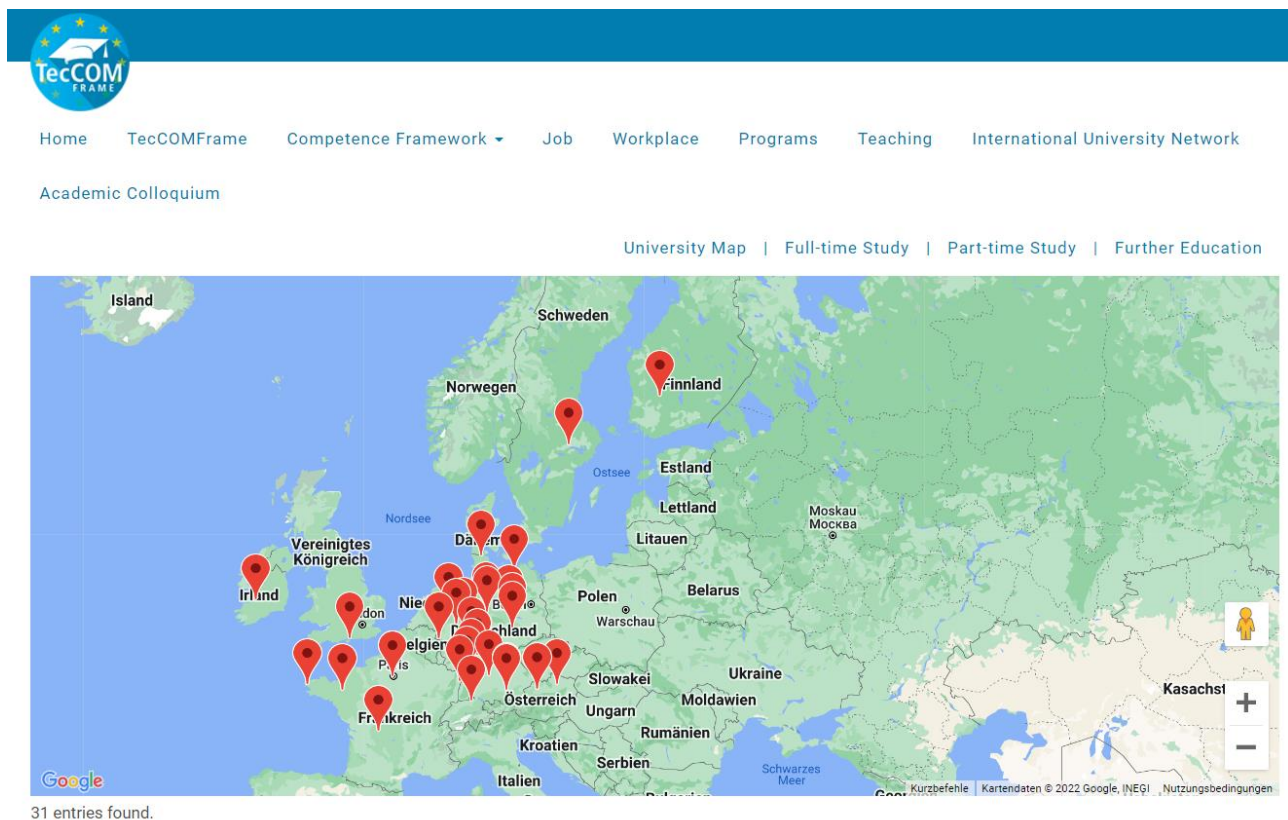 TecCOM
FRAME
Home TecCOMFrame Competence Framework Job Workplace Programs Teaching International University Network
Academic Colloquium
University Map | Full-time Study | Part-time Study | Further Education
Island
Schweden
Norwegen
Finnland
Ostsee
Estland
Lettland
Nordsee
Moskau
Москва
Litauen
Vereinigtes
Königreich
Belarus
Polen
Warschau
Ukraine
Slowakei
Kasachst
Österreich
Moldawien
Ungarn
Rumänien
Kroatien
Serbien
Schwarzes
Meer
Italien
Google
Kurzbefehle Kartendaten © 2022 Google, INEGI Nutzungsbedingungen
31 entries found.